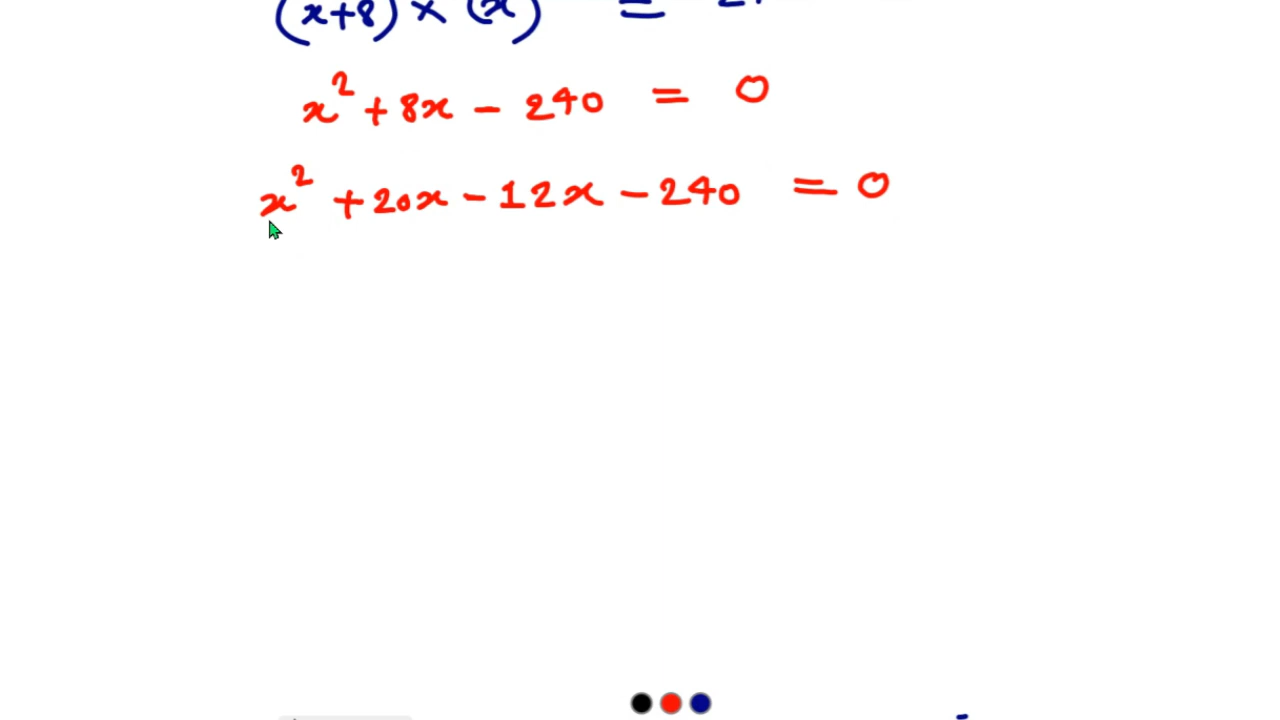 (x+8) × (x) =
x² + 8x - 240 = 0
x² + 20x - 12x - 240 = 0